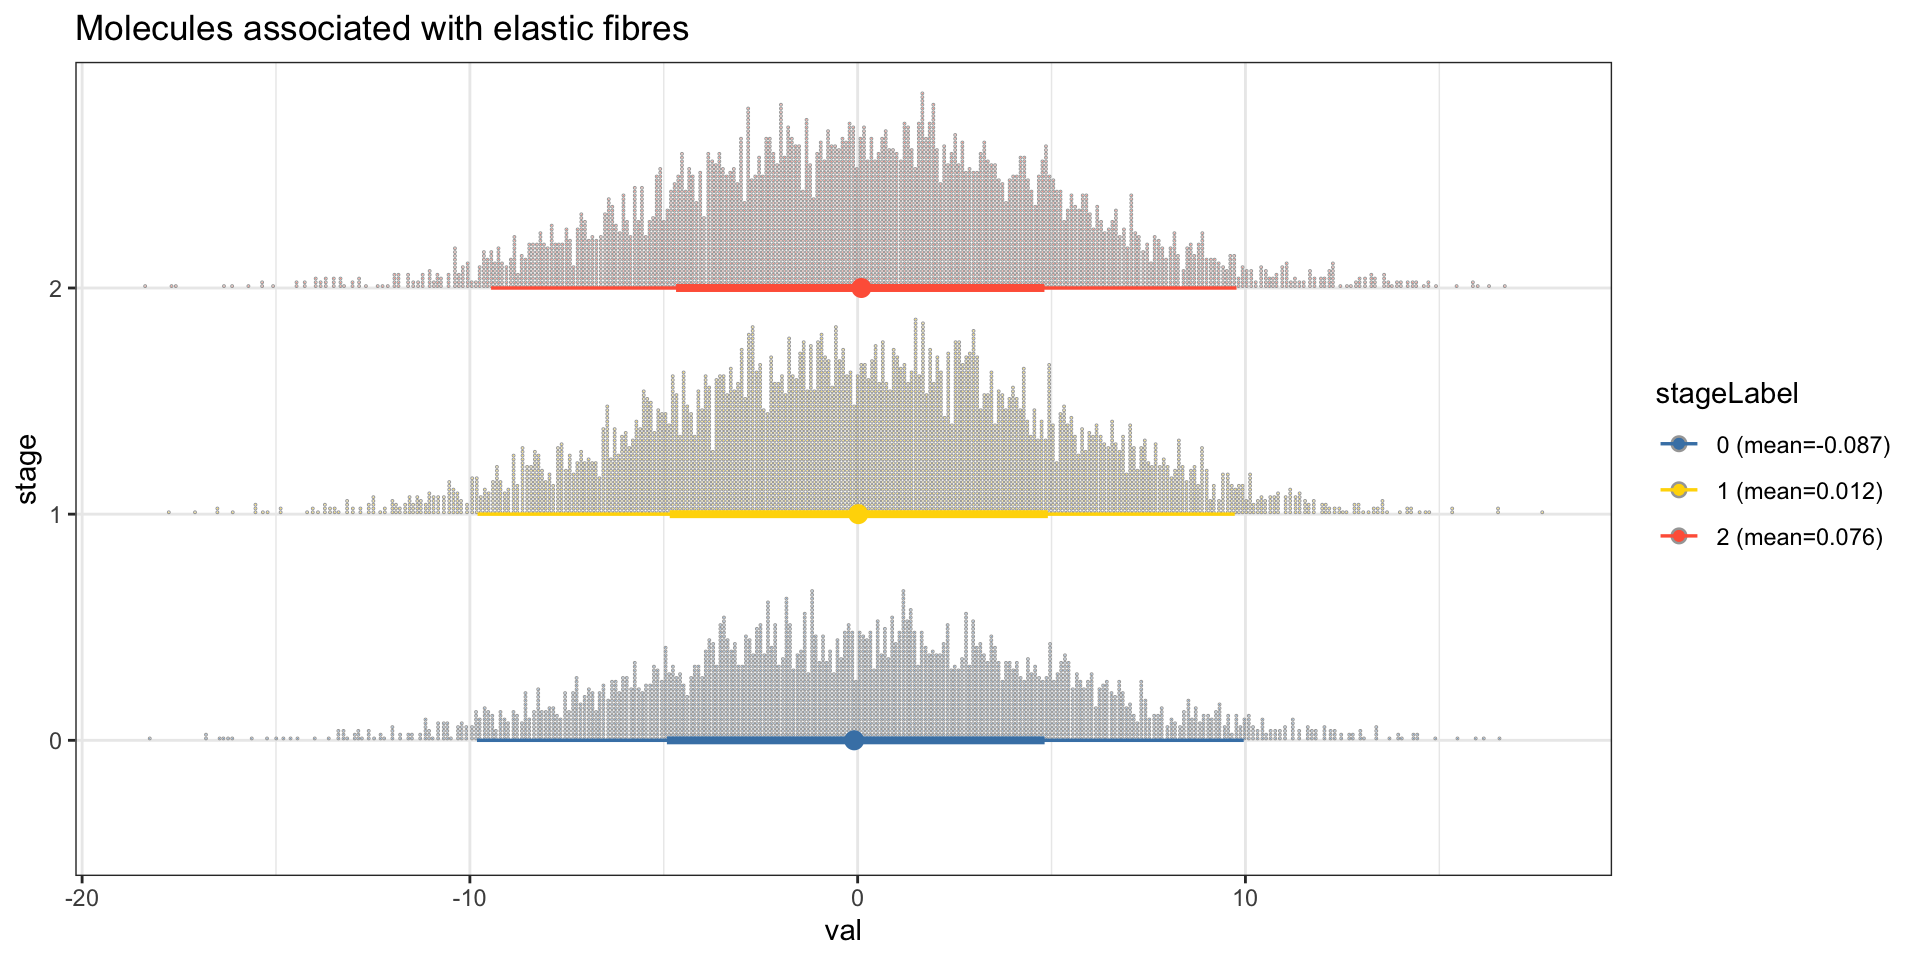 Molecules associated with elastic fibres
stage
2
1
0
-20
-10
0
10
val
stageLabel
0 (mean=-0.087)
1 (mean=0.012)
2 (mean=0.076)